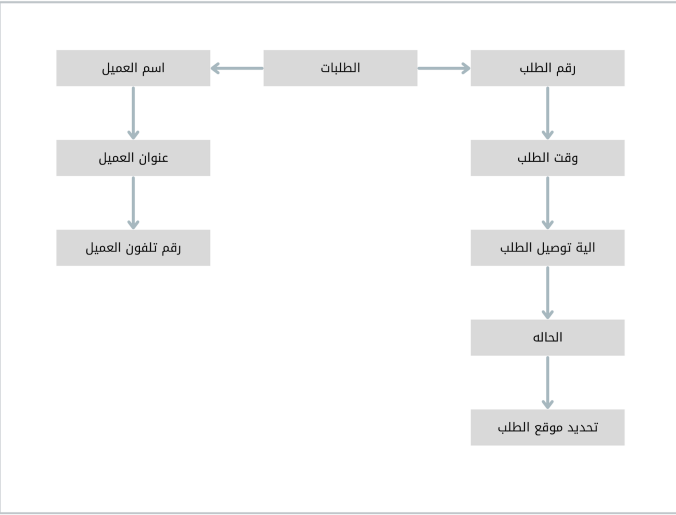 رقم الطلب
الطلبات
اسم العميل
وقت الطلب
عنوان العميل
الية توصيل الطلب
رقم تلفون العميل
الحاله
تحديد موقع الطلب